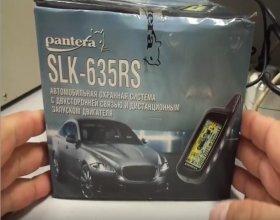 pantera
SLK-635RS
АВТОМОБИЛЬНАЯ ОХРАННАЯ СИСТЕМА
С ДВУСТОРОННЕЙ СВЯЗЬЮ И ДИСТАНЦИОННЫМ
ЗАПУСКОМ ДВИГАТЕЛЯ